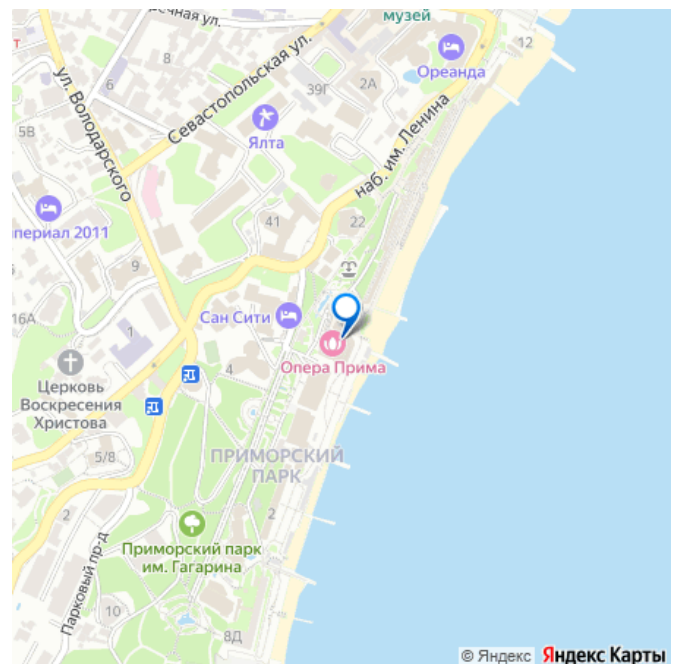 музей
12
8
Ореанда
ул. Володарского
6
39Г
2А
Севастопольская ул.
5В
Ялта
наб. им. Ленина
мпериал 2011
41
22
9
16А
Сан Сити
1
4
Опера Прима
Церковь
Воскресения
Христова
5/8
ПРИМОРСКИЙ
ПАРК
2
2
Приморский парк
им. Гагарина
Парковый пр-д
10
8Д
© Яндекс Яндекс Карты